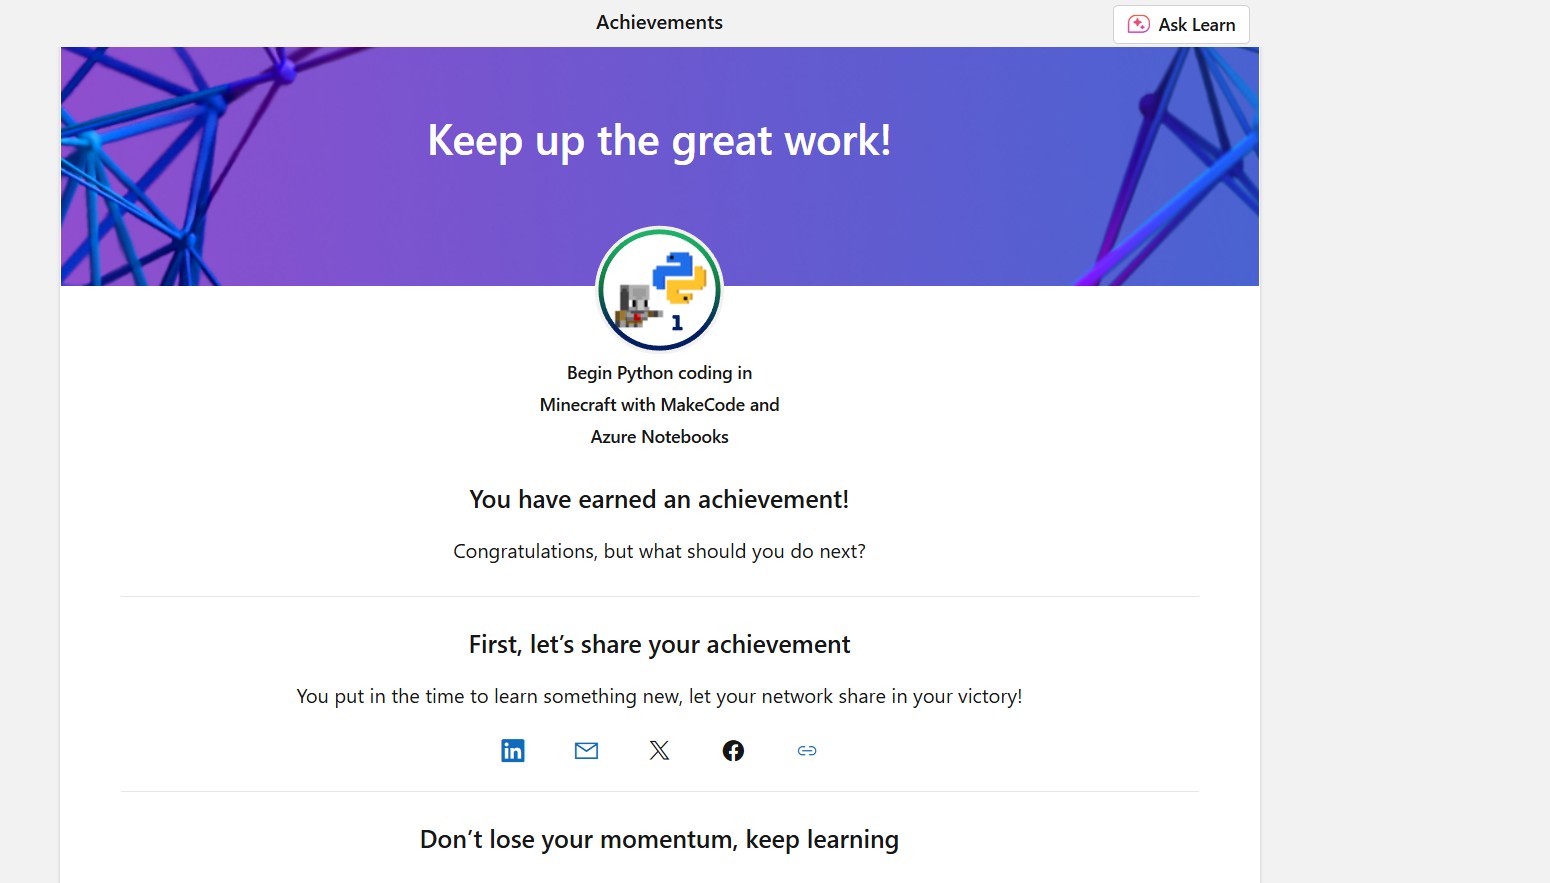 Achievements
Ask Learn
Keep up the great work!
1
Begin Python coding in
Minecraft with MakeCode and
Azure Notebooks
You have earned an achievement!
Congratulations, but what should you do next?
First, let’s share your achievement
You put in the time to learn something new, let your network share in your victory!
Don’t lose your momentum, keep learning